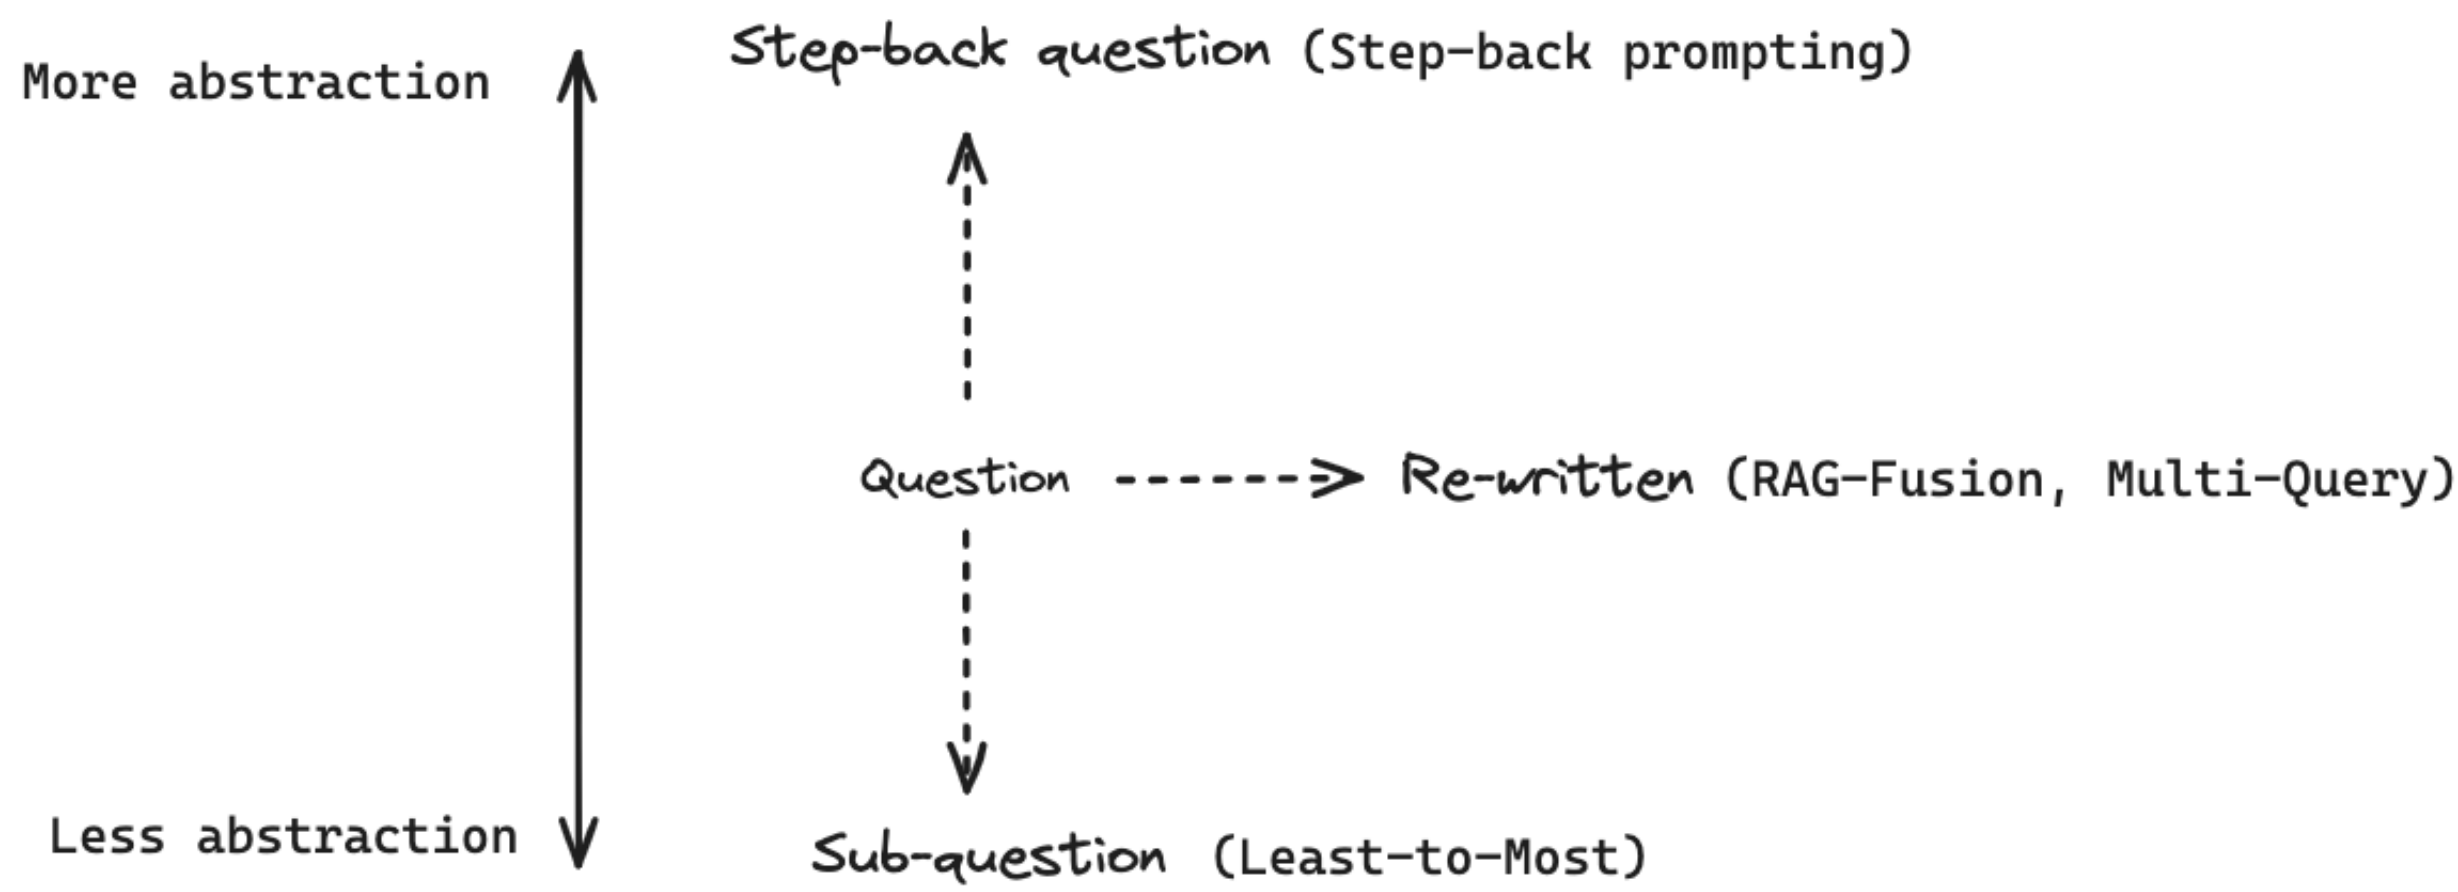 Step-back question (Step-back prompting)
More abstraction
Question
Re-written (RAG-Fusion, Multi-Query)
Less abstraction
Sub-question (Least-to-Most)